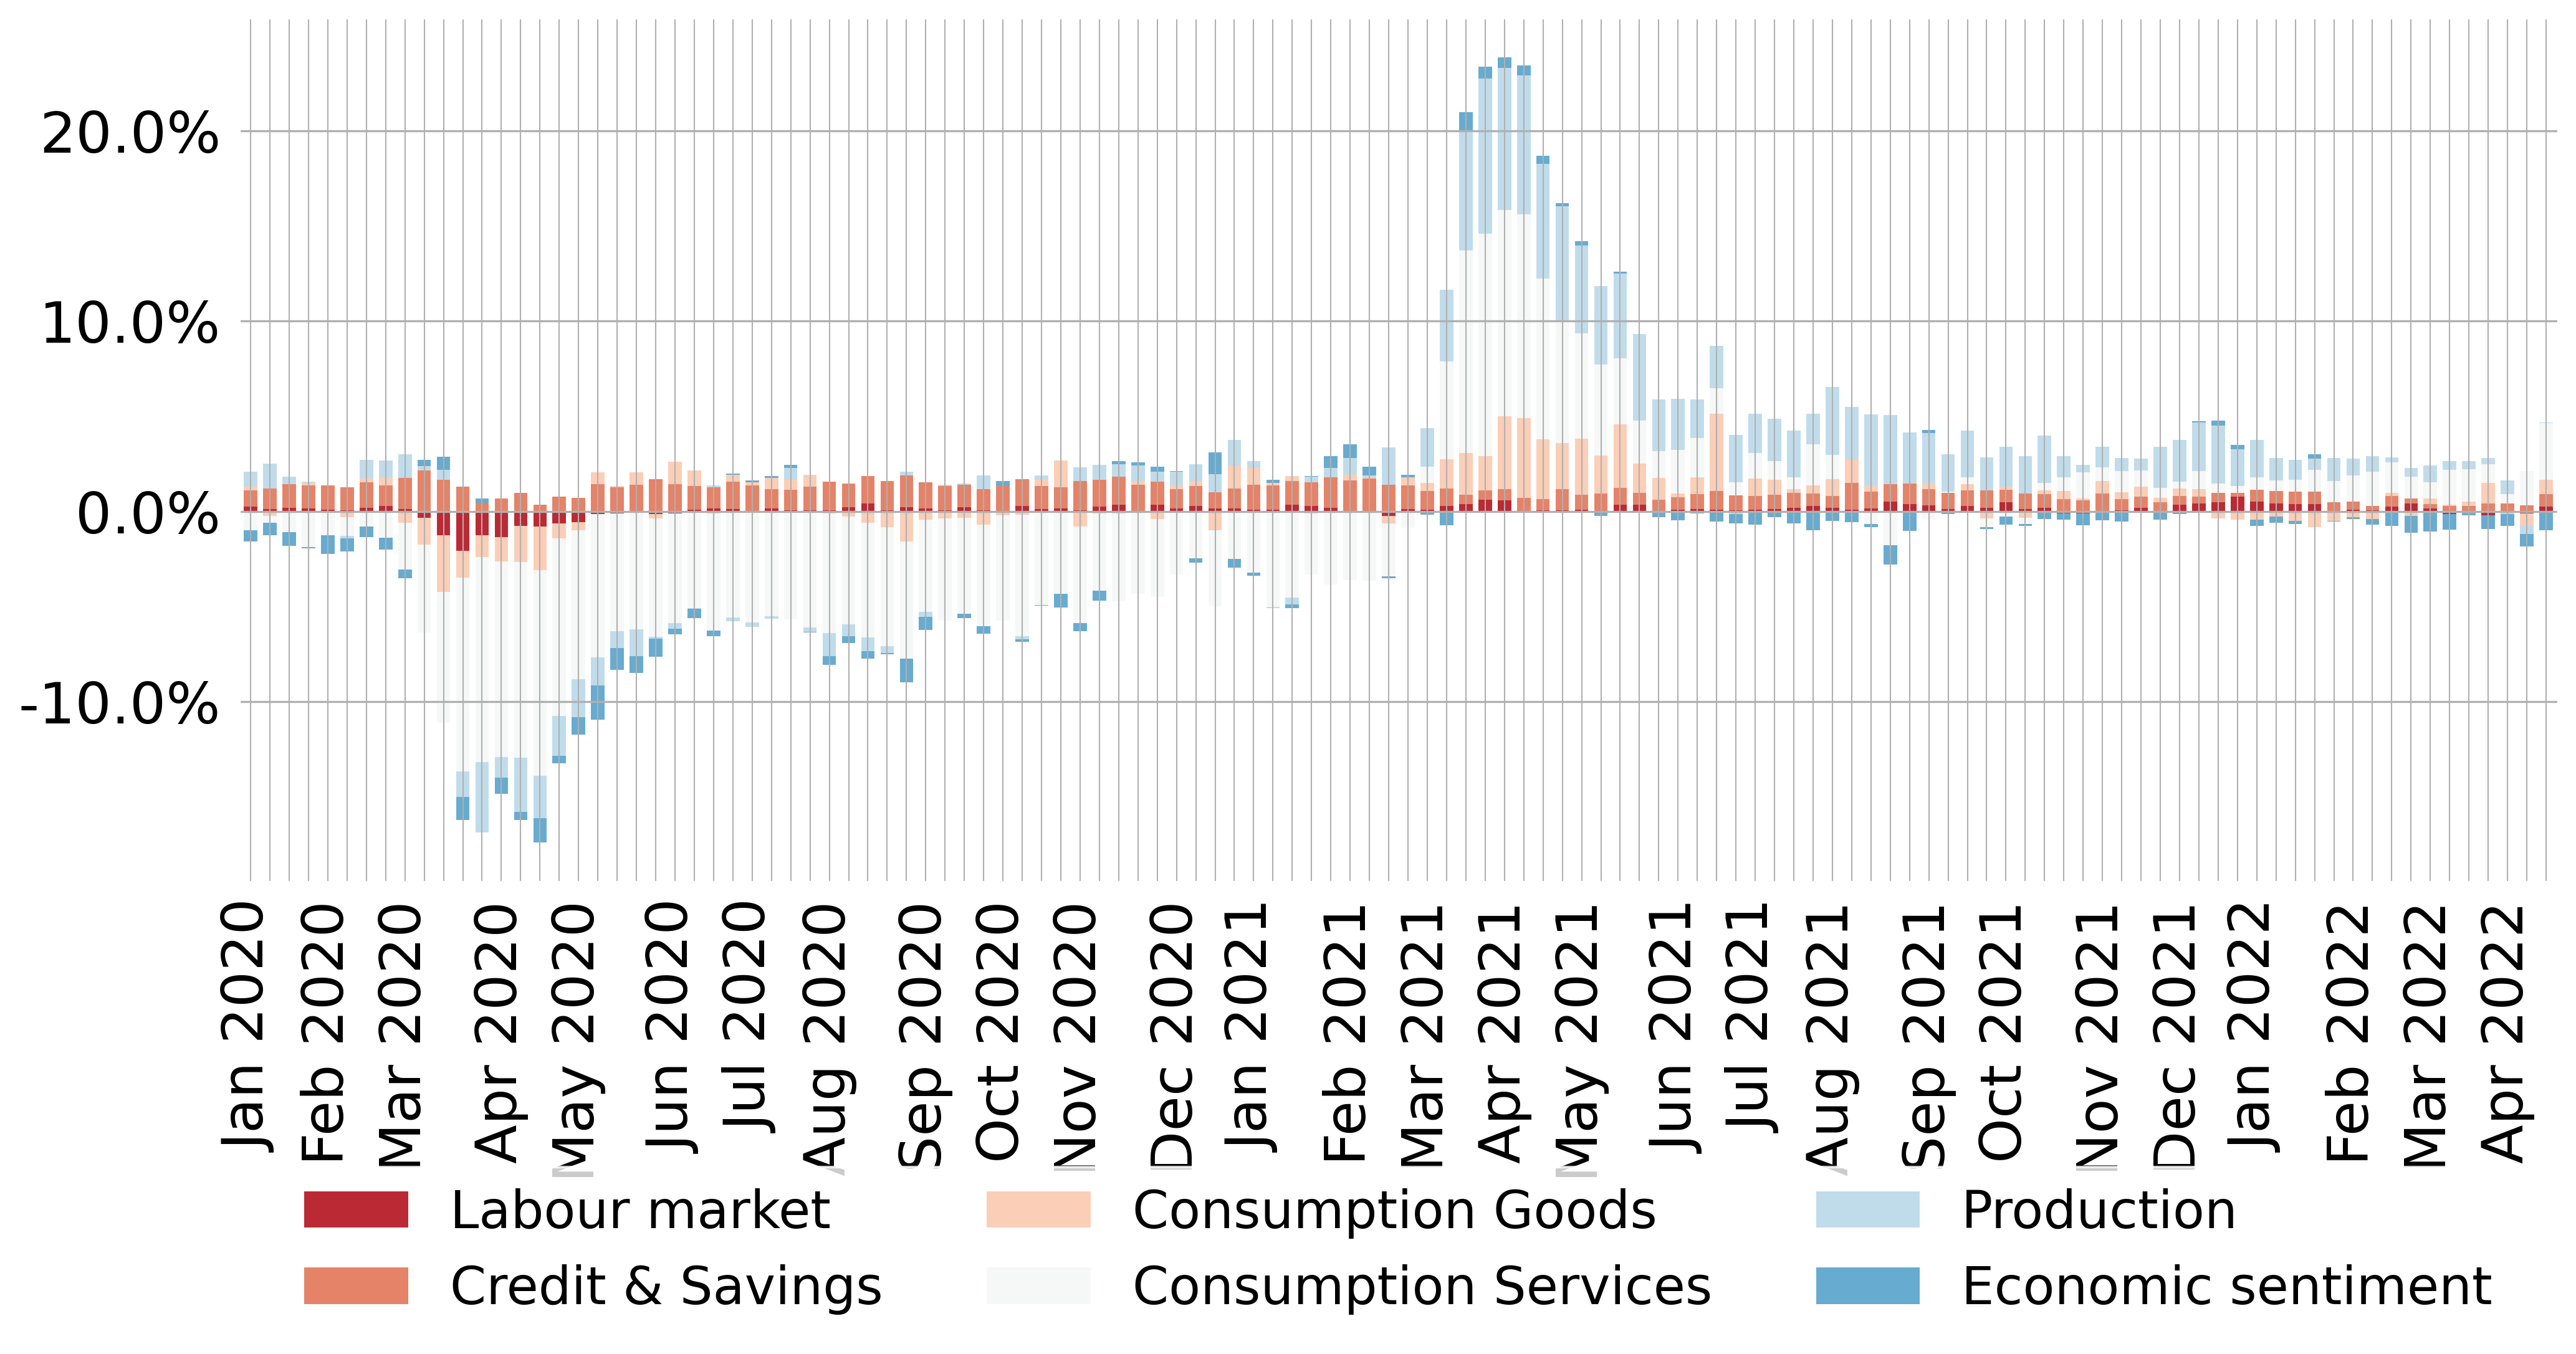 20.0%
10.0%
0.0%
-10.0%
Jan 2020
Feb 2020
Mar 2020
Apr 2020
May 2020
Jun 2020
Jul 2020
Aug 2020
Sep 2020
Oct 2020
Nov 2020
Dec 2020
Jan 2021
Feb 2021
Mar 2021
Apr 2021
May 2021
Jun 2021
Jul 2021
Aug 2021
Sep 2021
Oct 2021
Nov 2021
Dec 2021
Jan 2022
Feb 2022
Mar 2022
Apr 2022
Labour market
Consumption Goods
Production
Credit & Savings
Consumption Services
Economic sentiment